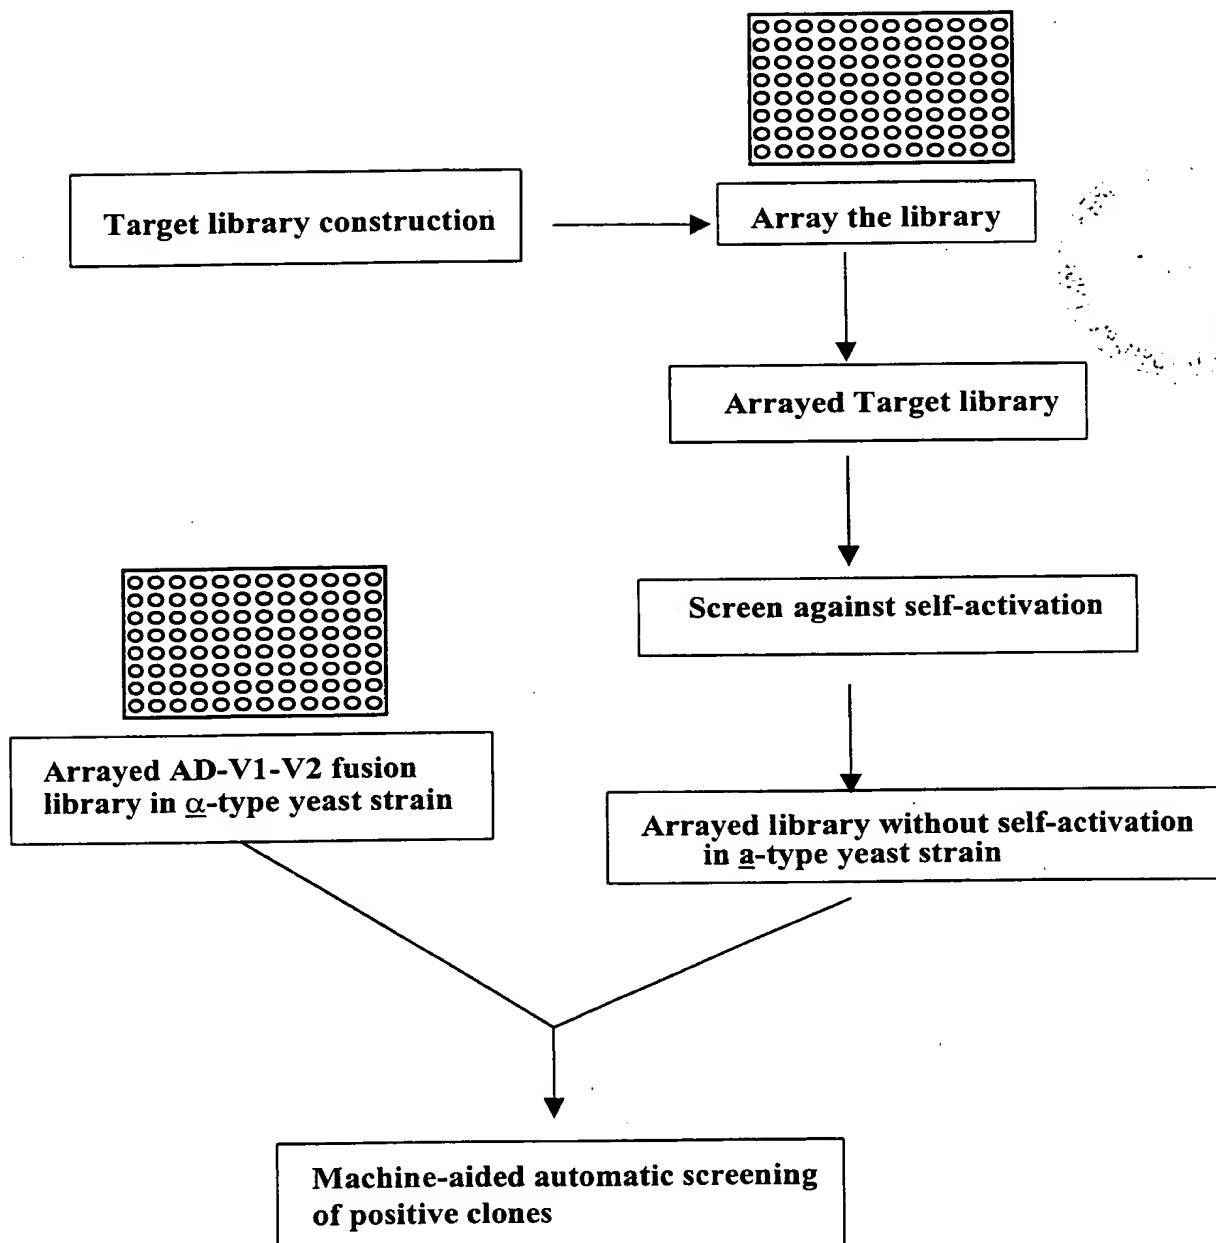 Target library construction
Array the library
Arrayed Target library
Screen against self-activation
Arrayed AD-V1-V2 fusion
library in α-type yeast strain
Arrayed library without self-activation
in a-type yeast strain
Machine-aided automatic screening
of positive clones